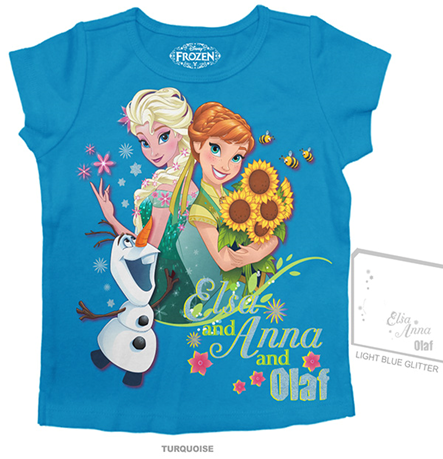 Disney
FROZEN
Elsa
and Anna
and
Olaf
Elsa
Anna
Olaf
LIGHT BLUE GLITTER
TURQUOISE